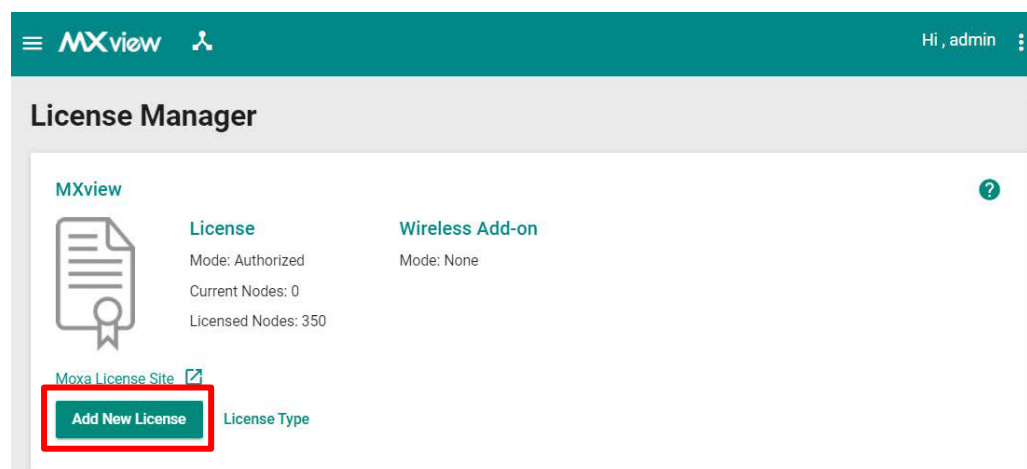 MXview
Hi , admin
License Manager
MXview
License
Wireless Add-on
Mode: Authorized
Mode: None
Current Nodes: 0
Licensed Nodes: 350
Moxa License Site
Add New License
License Type